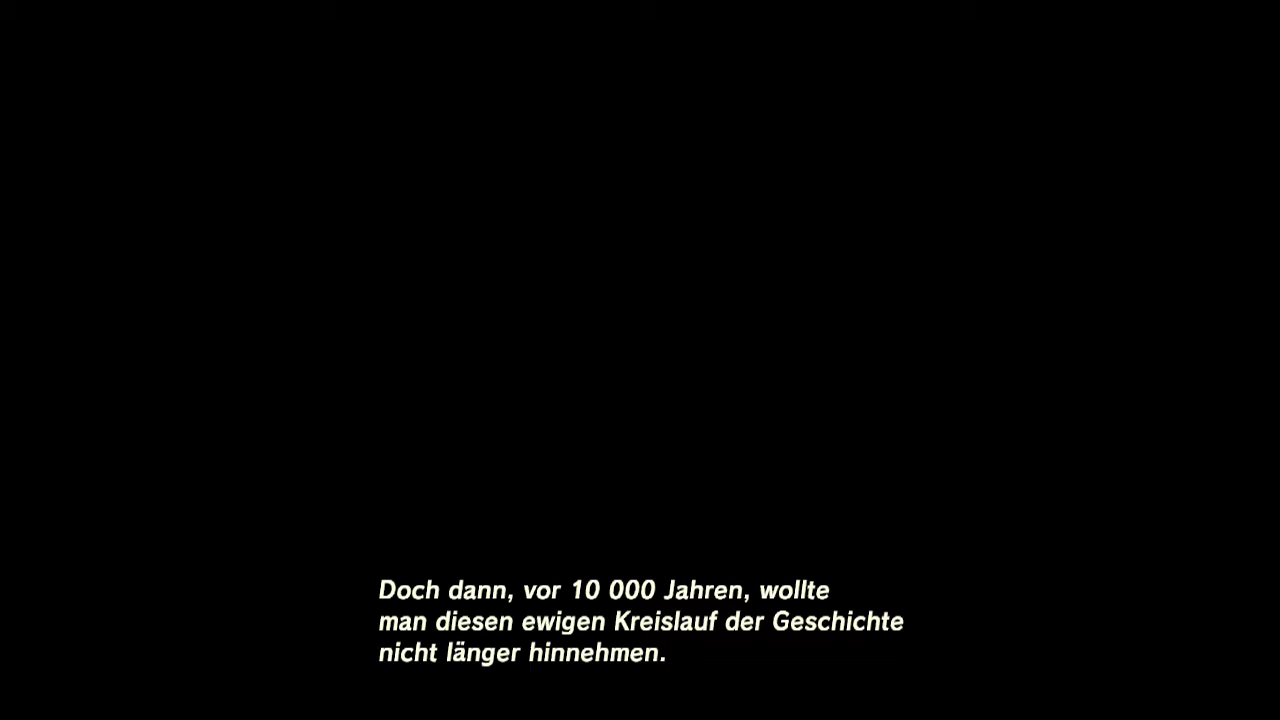 Doch dann, vor 10 000 Jahren, wollte
man diesen ewigen Kreislauf der Geschichte
nicht länger hinnehmen.